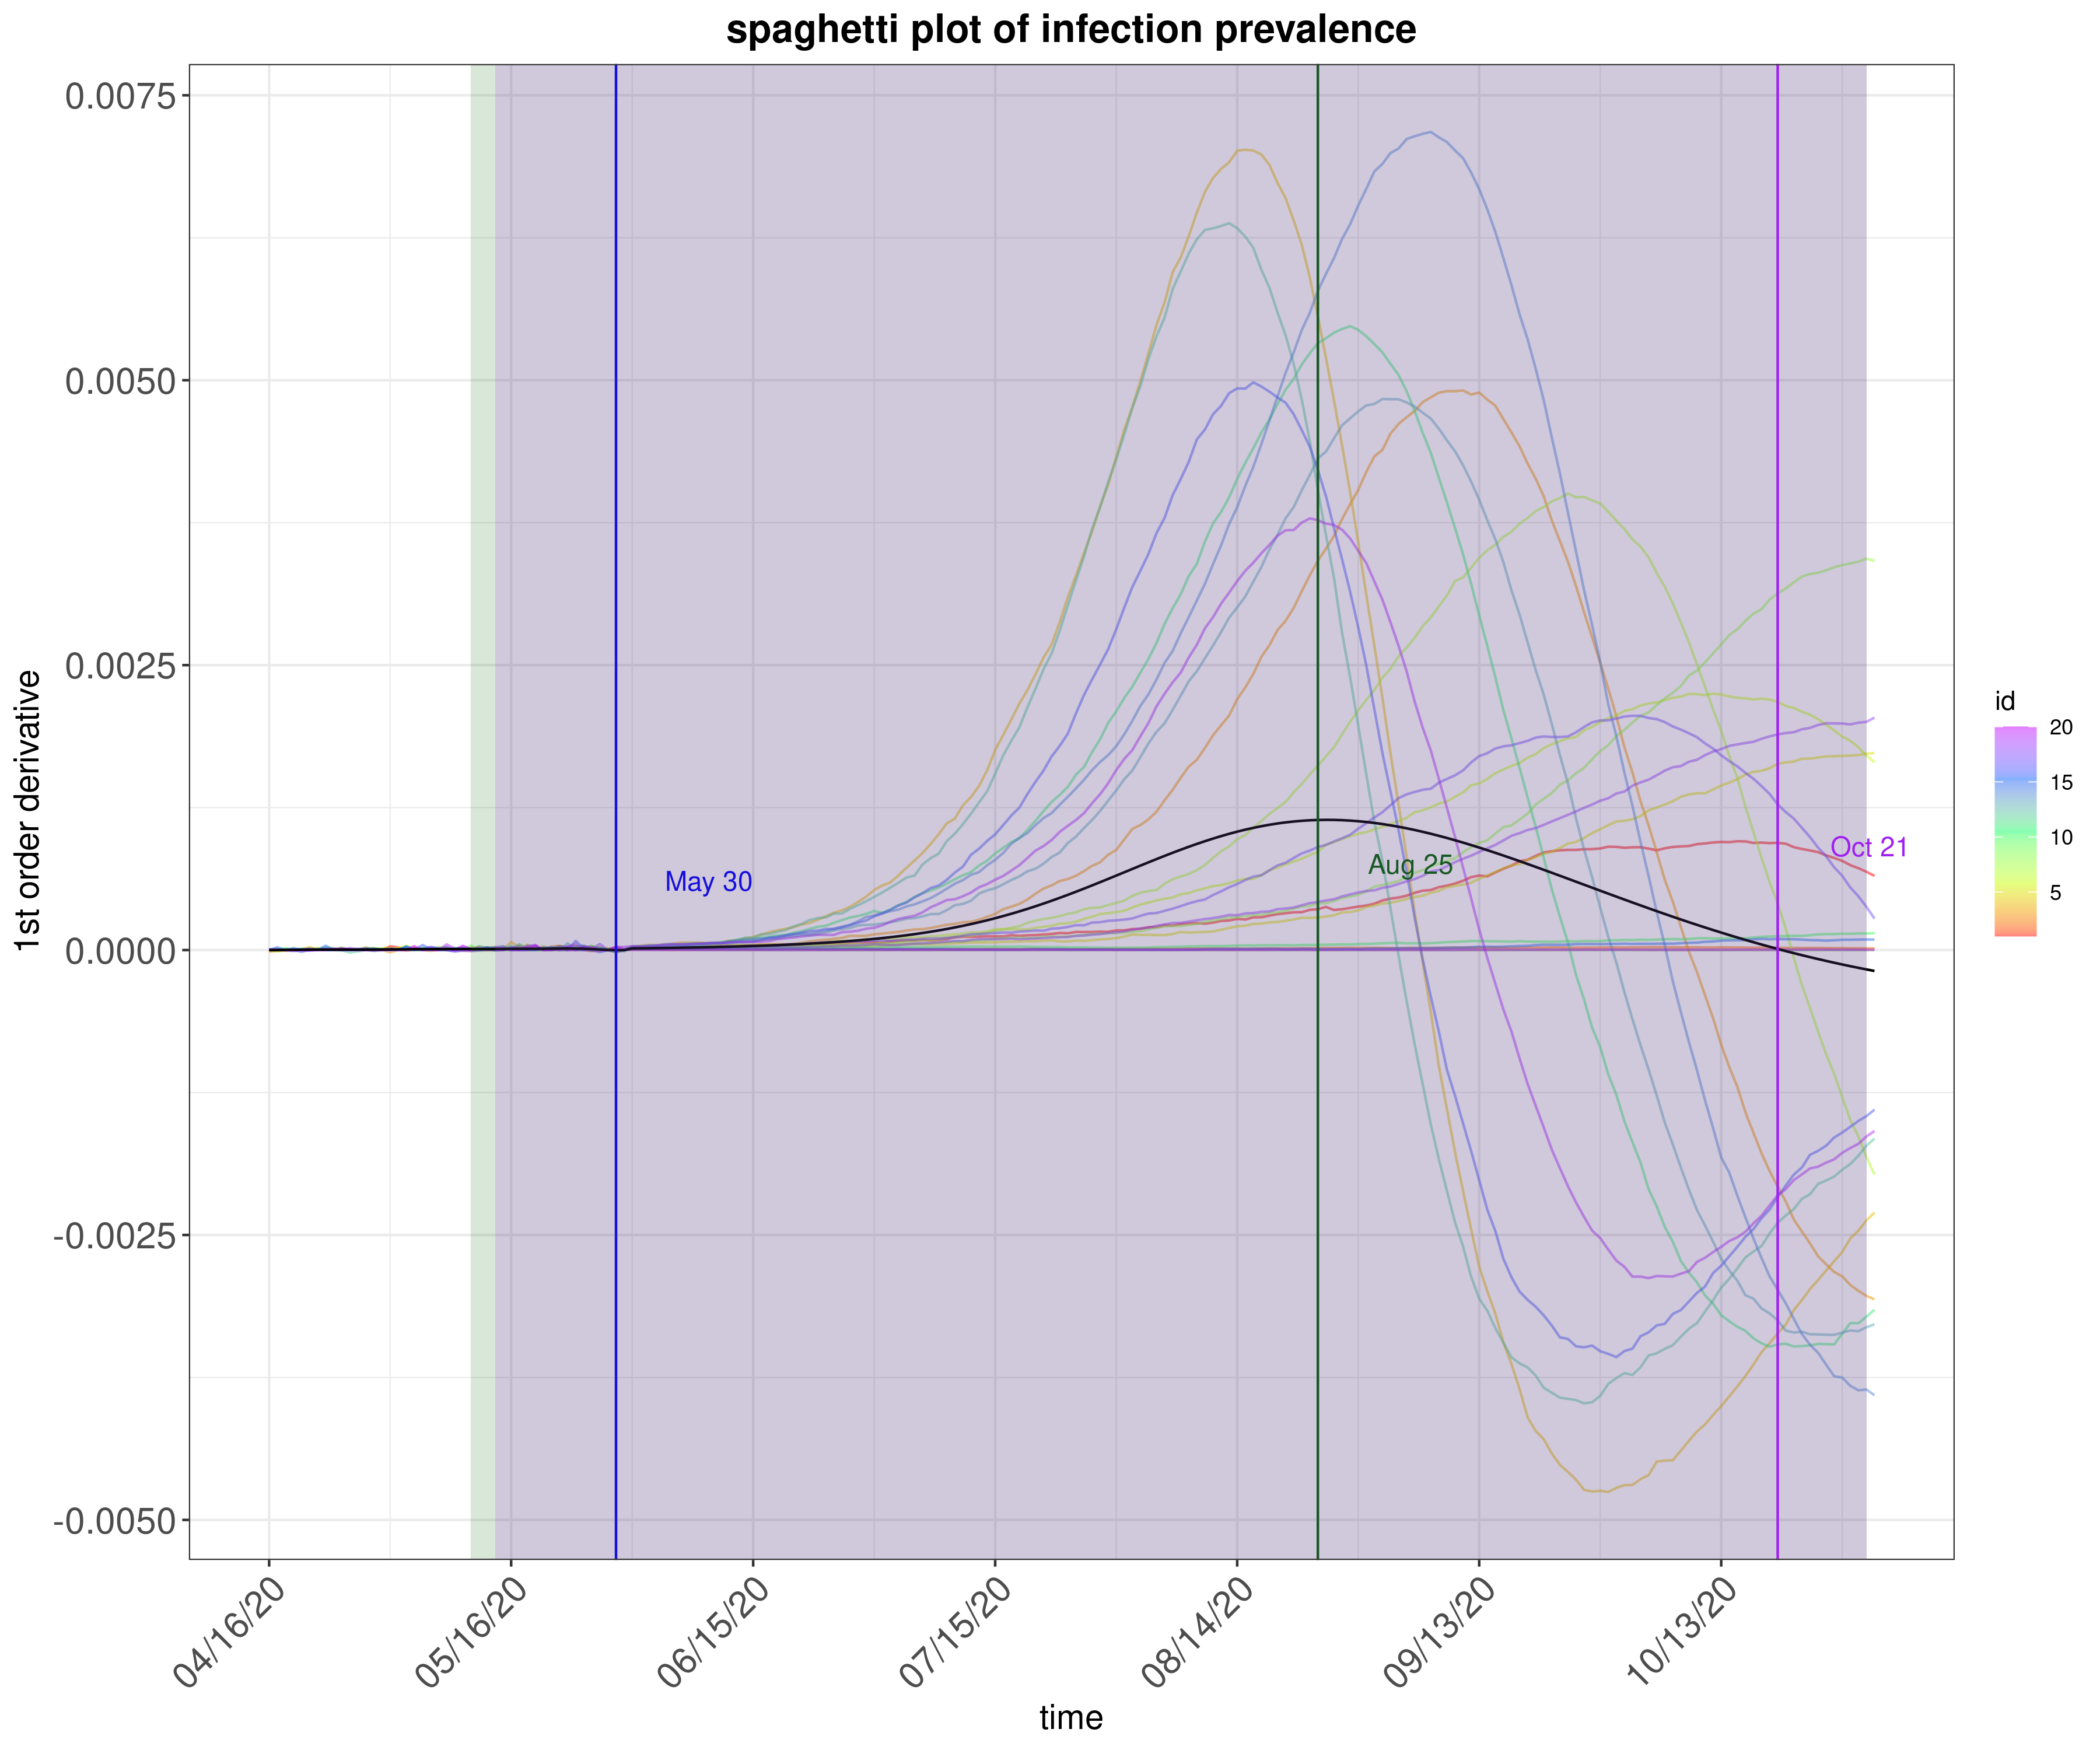 spaghetti plot of infection prevalence
0.0075
0.0050
0.0025
0.0000
-0.0025
-0.0050
1st order derivative
May 30
Aug 25
Oct 21
id
20
15
10
5
04/16/20
05/16/20
06/15/20
07/15/20
08/14/20
09/13/20
10/13/20
time